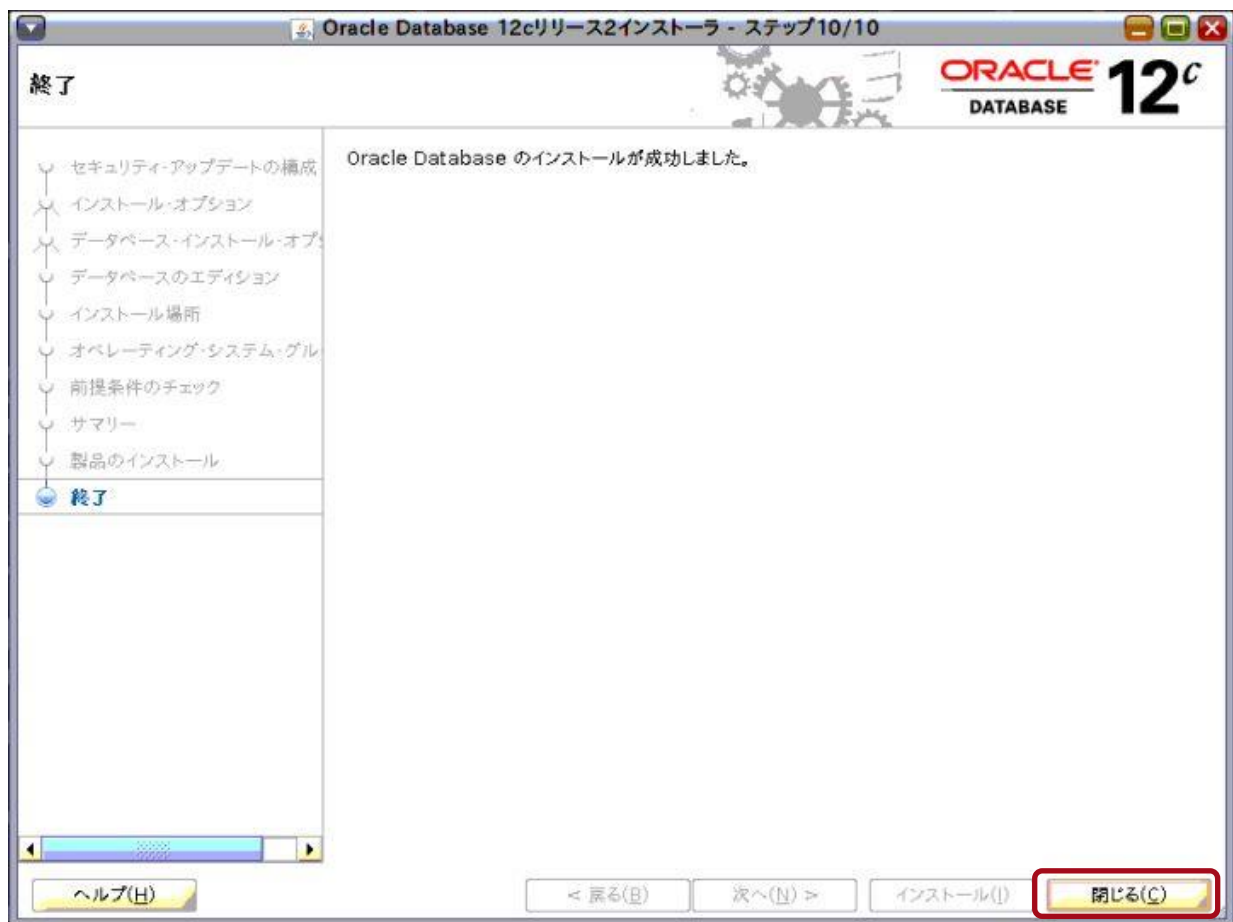 Oracle Database 12cリリース2インストーラ - ステップ10/10
終了
ORACLE
DATABASE
12c
セキュリティ・アップデートの構成
インストール・オプション
データベース・インストール・オプ
データベースのエディション
インストール場所
オペレーティング・システム・グル
前提条件のチェック
サマリー
製品のインストール
終了
Oracle Database のインストールが成功しました。
ヘルプ(H)
< 戻る(B)
次へ(N) >
インストール(I)
閉じる(C)